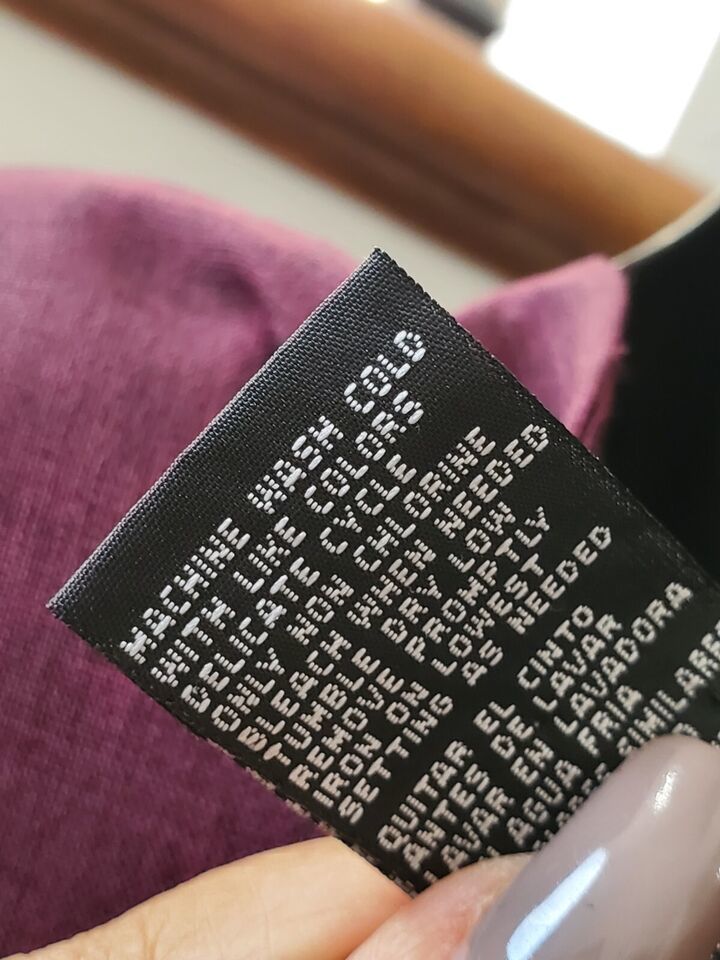 MACHINE WASH COLD
WITH LIKE COLORS
DELICATE CYCLE
ONLY NON CHLORINE
BLEACH WHEN NEEDED
TUMBLE DRY LOW
REMOVE PROMPTLY
IRON ON LOWEST
SETTING AS NEEDED
QUITAR EL CINTO
ANTES DE LAVAR
LAVAR EN LAVADORA
AGUA FRIA